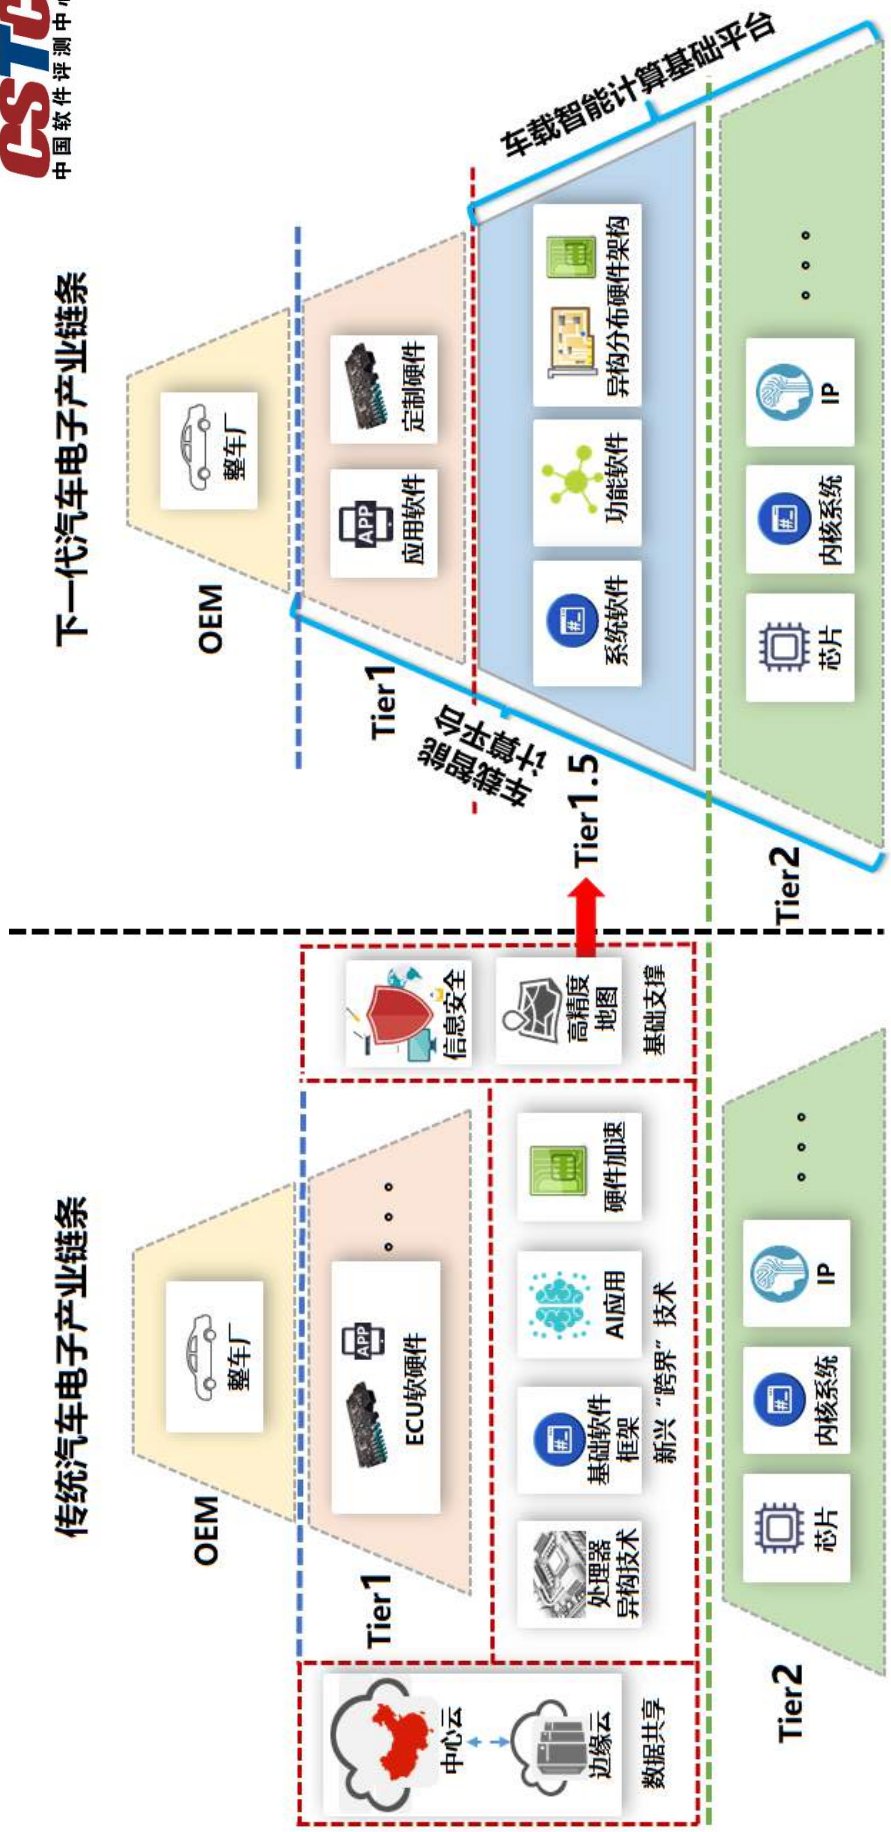 CSTC
中国软件评测中心
传统汽车电子产业链条
OEM
整车厂
Tier1
ECU软硬件
中心云
边缘云
数据共享
处理器
异构技术
基础软件
框架
AI应用
硬件加速
新兴“跨界”技术
信息安全
高精度
地图
基础支撑
Tier2
芯片
内核系统
IP
下一代汽车电子产业链条
OEM
整车厂
Tier1
应用软件
定制硬件
车载智能
计算平台
Tier1.5
系统软件
功能软件
异构分布硬件架构
车载智能计算基础平台
Tier2
芯片
内核系统
IP
APP
APP